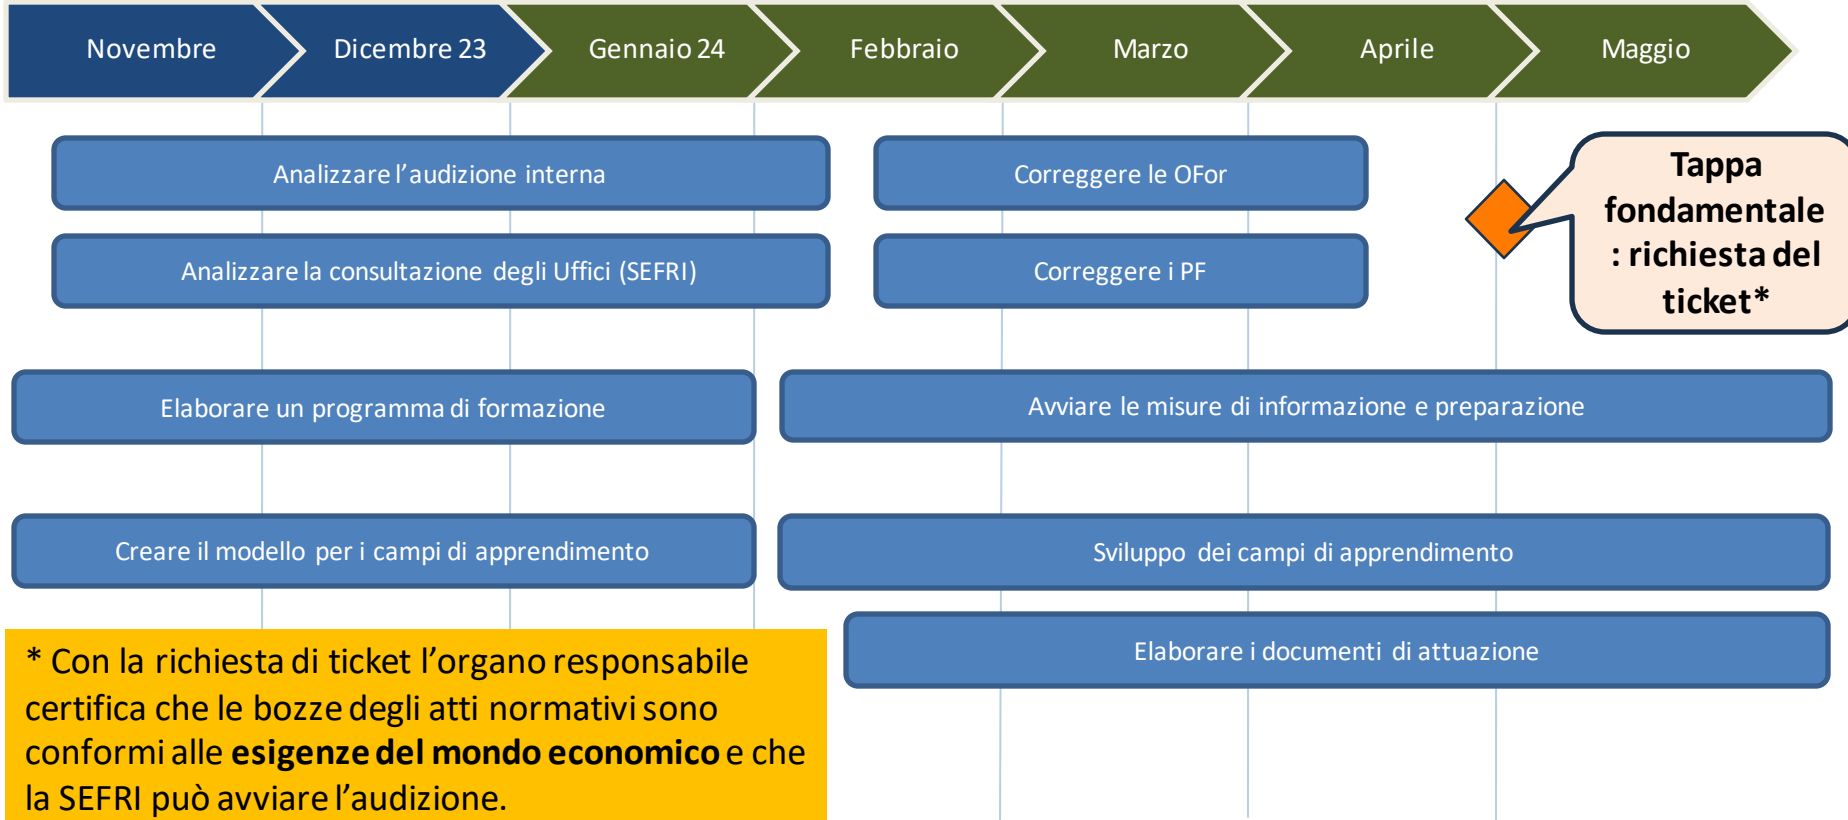 Novembre
Dicembre 23
Gennaio 24
Febbraio
Marzo
Aprile
Maggio
Analizzare l’audizione interna
Correggere le OFor
Tappa
fondamentale
: richiesta del
ticket*
Analizzare la consultazione degli Uffici (SEFRI)
Correggere i PF
Elaborare un programma di formazione
Avviare le misure di informazione e preparazione
Creare il modello per i campi di apprendimento
Sviluppo dei campi di apprendimento
Elaborare i documenti di attuazione
* Con la richiesta di ticket l’organo responsabile
certifica che le bozze degli atti normativi sono
conformi alle esigenze del mondo economico e che
la SEFRI può avviare l’audizione.